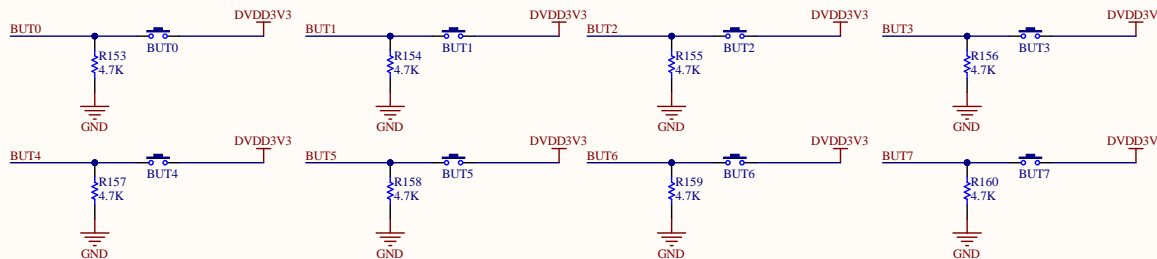 DVDD3V3 DVDD3V3 DVDD3V3 DVDD3V
BUT0 BUT1 BUT2 BUT3
BUT0 BUT1 BUT2 BUT3
R153 R154 R155 R156
4.7K 4.7K 4.7K 4.7K
GND GND GND GND
DVDD3V3 DVDD3V3 DVDD3V3 DVDD3V
BUT4 BUT5 BUT6 BUT7
BUT4 BUT5 BUT6 BUT7
R157 R158 R159 R160
4.7K 4.7K 4.7K 4.7K
GND GND GND GND